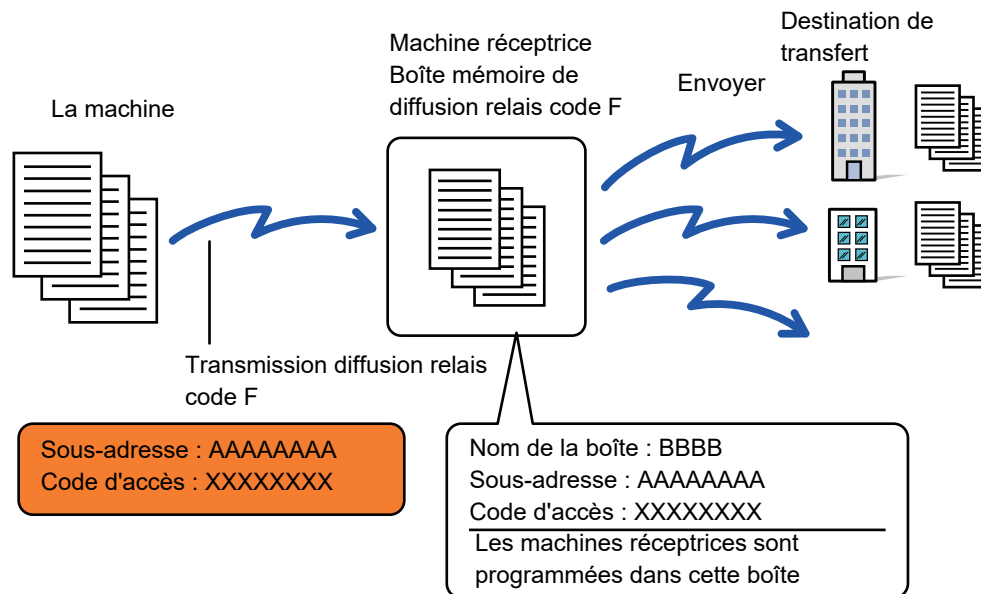 La machine
Machine réceptrice
Boîte mémoire de
diffusion relais code F
Envoyer
Destination de
transfert
Transmission diffusion relais
code F
Sous-adresse : AAAAAAAA
Code d'accès : XXXXXXXX
Nom de la boîte : BBBB
Sous-adresse : AAAAAAAA
Code d'accès : XXXXXXXX
Les machines réceptrices sont
programmées dans cette boîte